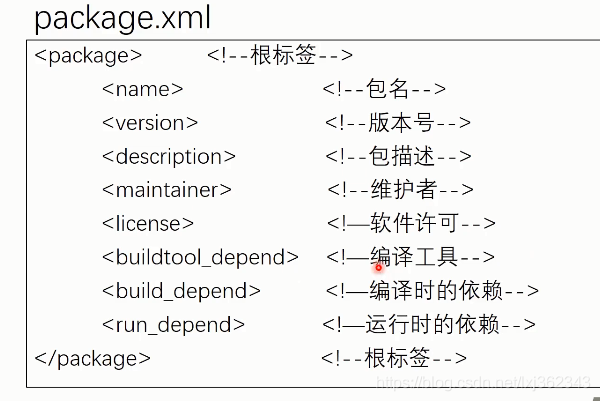 package.xml
<package> <!--根标签-->
<name> <!--包名-->
<version> <!--版本号-->
<description> <!--包描述-->
<maintainer> <!--维护者-->
<license> <!—软件许可-->
<buildtool_depend> <!—编译工具-->
<build_depend> <!—编译时的依赖-->
<run_depend> <!—运行时的依赖-->
</package> <!--根标签-->
https://blog.csdn.net/lxj362343